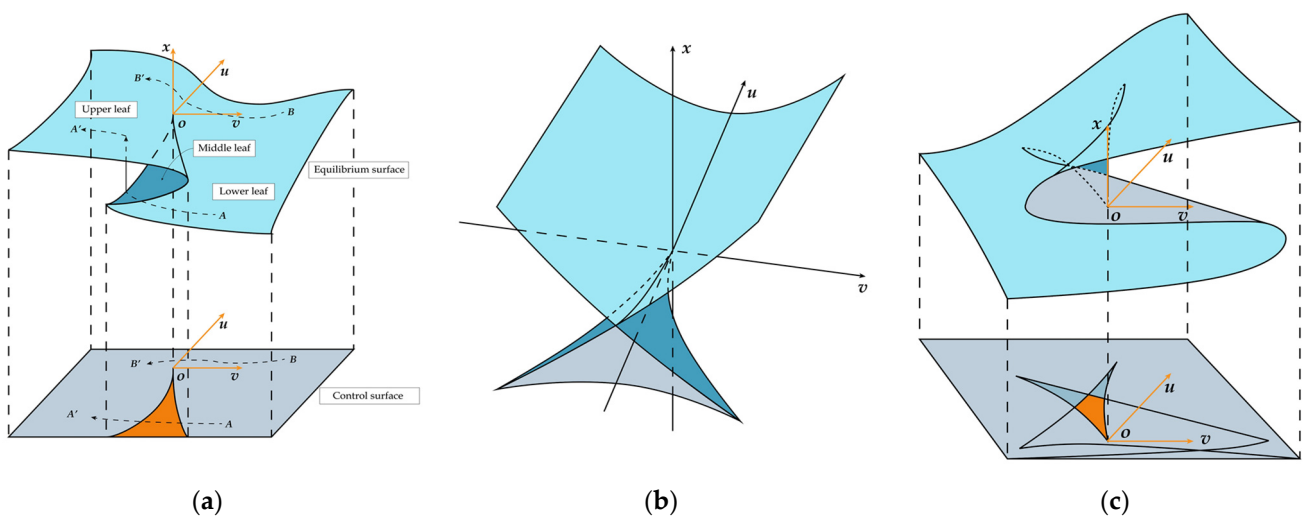 x
u
B'
B
Upper leaf
o
v
A'
Middle leaf
Equilibrium surface
Lower leaf
A
u
B'
B
o
v
Control surface
A'
A
(a)
x
u
v
(b)
x
u
o
v
u
o
v
(c)